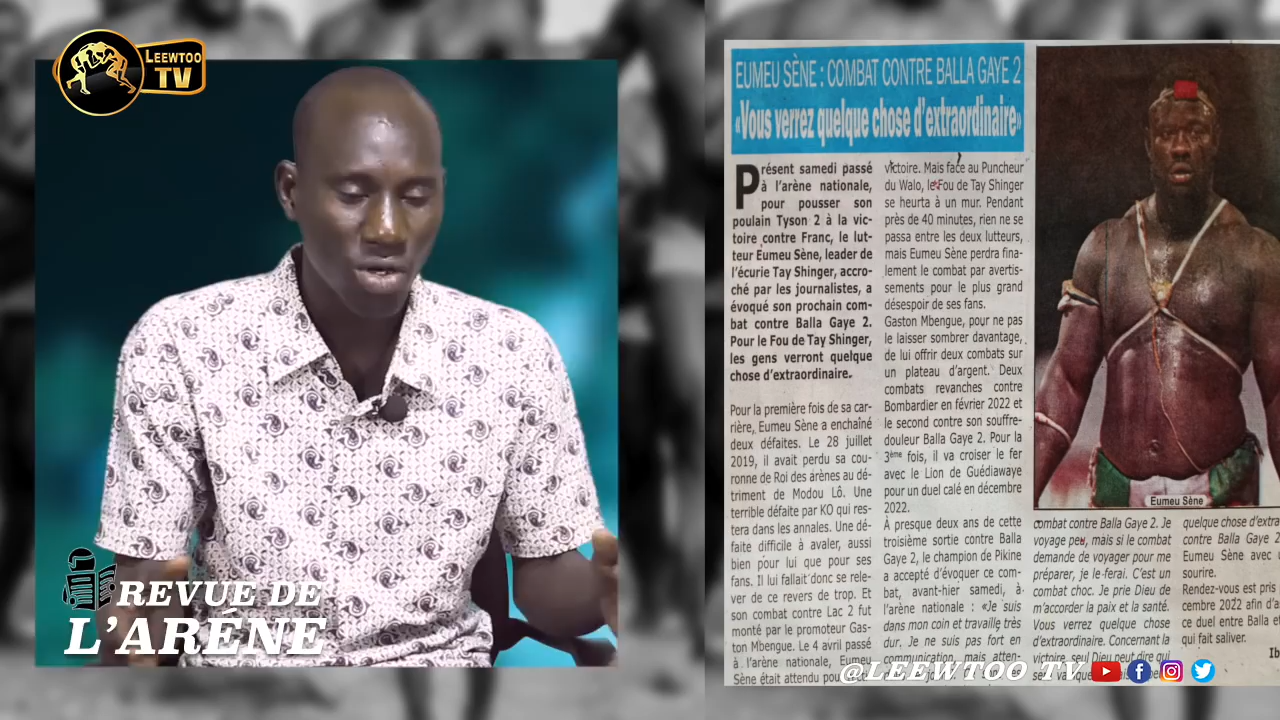 LEEWTOO
TV
REVUE DE
L'ARÉNE
EUMEU SÈNE : COMBAT CONTRE BALLA GAYE 2
«Vous verrez quelque chose d'extraordinaire»
Présent samedi passé
à l'arène nationale,
pour pousser son
poulain Tyson 2 à la vic-
toire contre Franc, le lut-
teur Eumeu Sène, leader de
l'écurie Tay Shinger, accro-
ché par les journalistes, a
évoqué son prochain com-
bat contre Balla Gaye 2.
Pour le Fou de Tay Shinger,
les gens verront quelque
chose d'extraordinaire.
Pour la première fois de sa car-
rière, Eumeu Sène a enchaîné
deux défaites. Le 28 juillet
2019, il avait perdu sa cou-
ronne de Roi des arènes au dé-
triment de Modou Lô. Une
terrible défaite par KO qui res-
tera dans les annales. Une dé-
faite difficile à avaler, aussi
bien pour lui que pour ses
fans. Il lui fallait donc se rele-
ver de ce revers de trop. Et
son combat contre Lac 2 fut
monté par le promoteur Gas-
ton Mbengue. Le 4 avril passé
à l'arène nationale, Eumeu
Sène était attendu pou
victoire. Mais face au Puncheur
du Walo, le Fou de Tay Shinger
se heurta à un mur. Pendant
près de 40 minutes, rien ne se
passa entre les deux lutteurs,
mais Eumeu Sène perdra fina-
lement le combat par avertis-
sements pour le plus grand
désespoir de ses fans.
Gaston Mbengue, pour ne pas
le laisser sombrer davantage,
de lui offrir deux combats sur
un plateau d'argent. Deux
combats revanches contre
Bombardier en février 2022 et
le second contre son souffre-
douleur Balla Gaye 2. Pour la
3ème fois, il va croiser le fer
avec le Lion de Guédiawaye
pour un duel calé en décembre
2022.
À presque deux ans de cette
troisième sortie contre Balla
Gaye 2, le champion de Pikine
a accepté d'évoquer ce com-
bat, avant-hier samedi, à
l'arène nationale : «Je suis
dans mon coin et travaille très
dur. Je ne suis pas fort en
communication, mais atten-
Eumeu Sène
combat contre Balla Gaye 2. Je
voyage peu, mais si le combat
demande de voyager pour me
préparer, je le ferai. C'est un
combat choc. Je prie Dieu de
m'accorder la paix et la santé.
Vous verrez quelque chose
d'extraordinaire. Concernant la
victoire, seul Dieu peut dire qui
quelque chose d'extra
contre Balla Gaye 2
Eumeu Sène avec
sourire.
Rendez-vous est pris
cembre 2022 afin d'a
ce duel entre Balla et
qui fait saliver.
Ib
@LEEWTOO TV